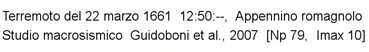 Terremoto del 22 marzo 1661 12:50:--, Appennino romagnolo
Studio macrosismico Guidoboni et al., 2007 [Np 79, Imax 10]